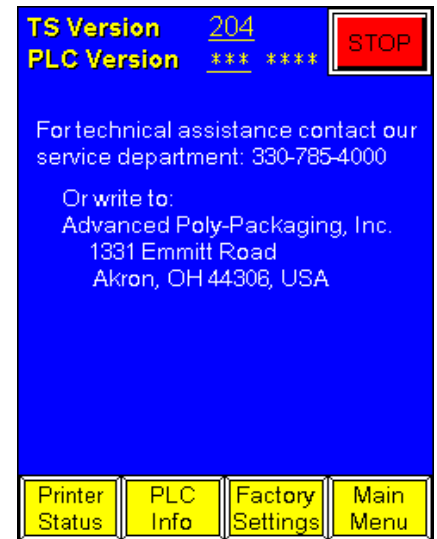 TS Version 204
PLC Version *** ****
STOP
For technical assistance contact our
service department: 330-785-4000
Or write to:
Advanced Poly-Packaging, Inc.
1331 Emmitt Road
Akron, OH 44306, USA
Printer Status
PLC Info
Factory Settings
Main Menu